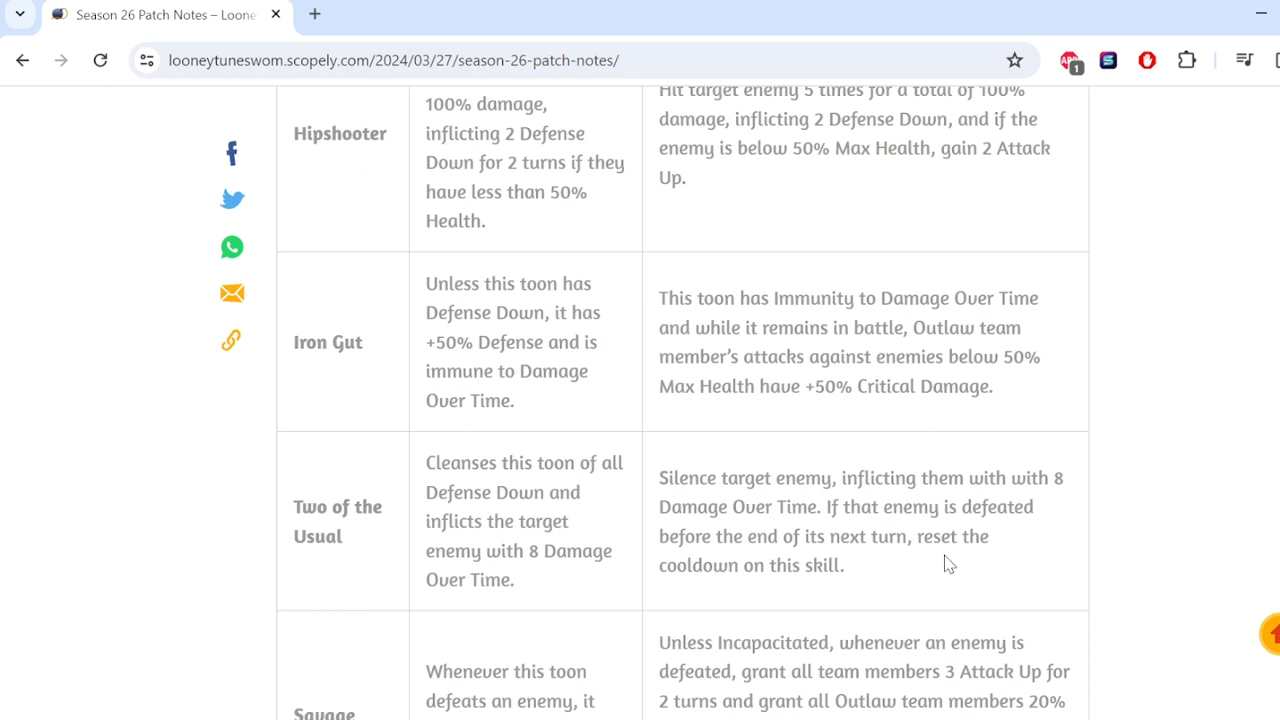 Season 26 Patch Notes – Loone
looneytuneswom.scopely.com/2024/03/27/season-26-patch-notes/
1
Hipshooter
100% damage,
inflicting 2 Defense
Down for 2 turns if they
have less than 50%
Health.
Hit target enemy 5 times for a total of 100%
damage, inflicting 2 Defense Down, and if the
enemy is below 50% Max Health, gain 2 Attack
Up.
Iron Gut
Unless this toon has
Defense Down, it has
+50% Defense and is
immune to Damage
Over Time.
This toon has Immunity to Damage Over Time
and while it remains in battle, Outlaw team
member’s attacks against enemies below 50%
Max Health have +50% Critical Damage.
Two of the
Usual
Cleanses this toon of all
Defense Down and
inflicts the target
enemy with 8 Damage
Over Time.
Silence target enemy, inflicting them with with 8
Damage Over Time. If that enemy is defeated
before the end of its next turn, reset the
cooldown on this skill.
Savage
Whenever this toon
defeats an enemy, it
Unless Incapacitated, whenever an enemy is
defeated, grant all team members 3 Attack Up for
2 turns and grant all Outlaw team members 20%